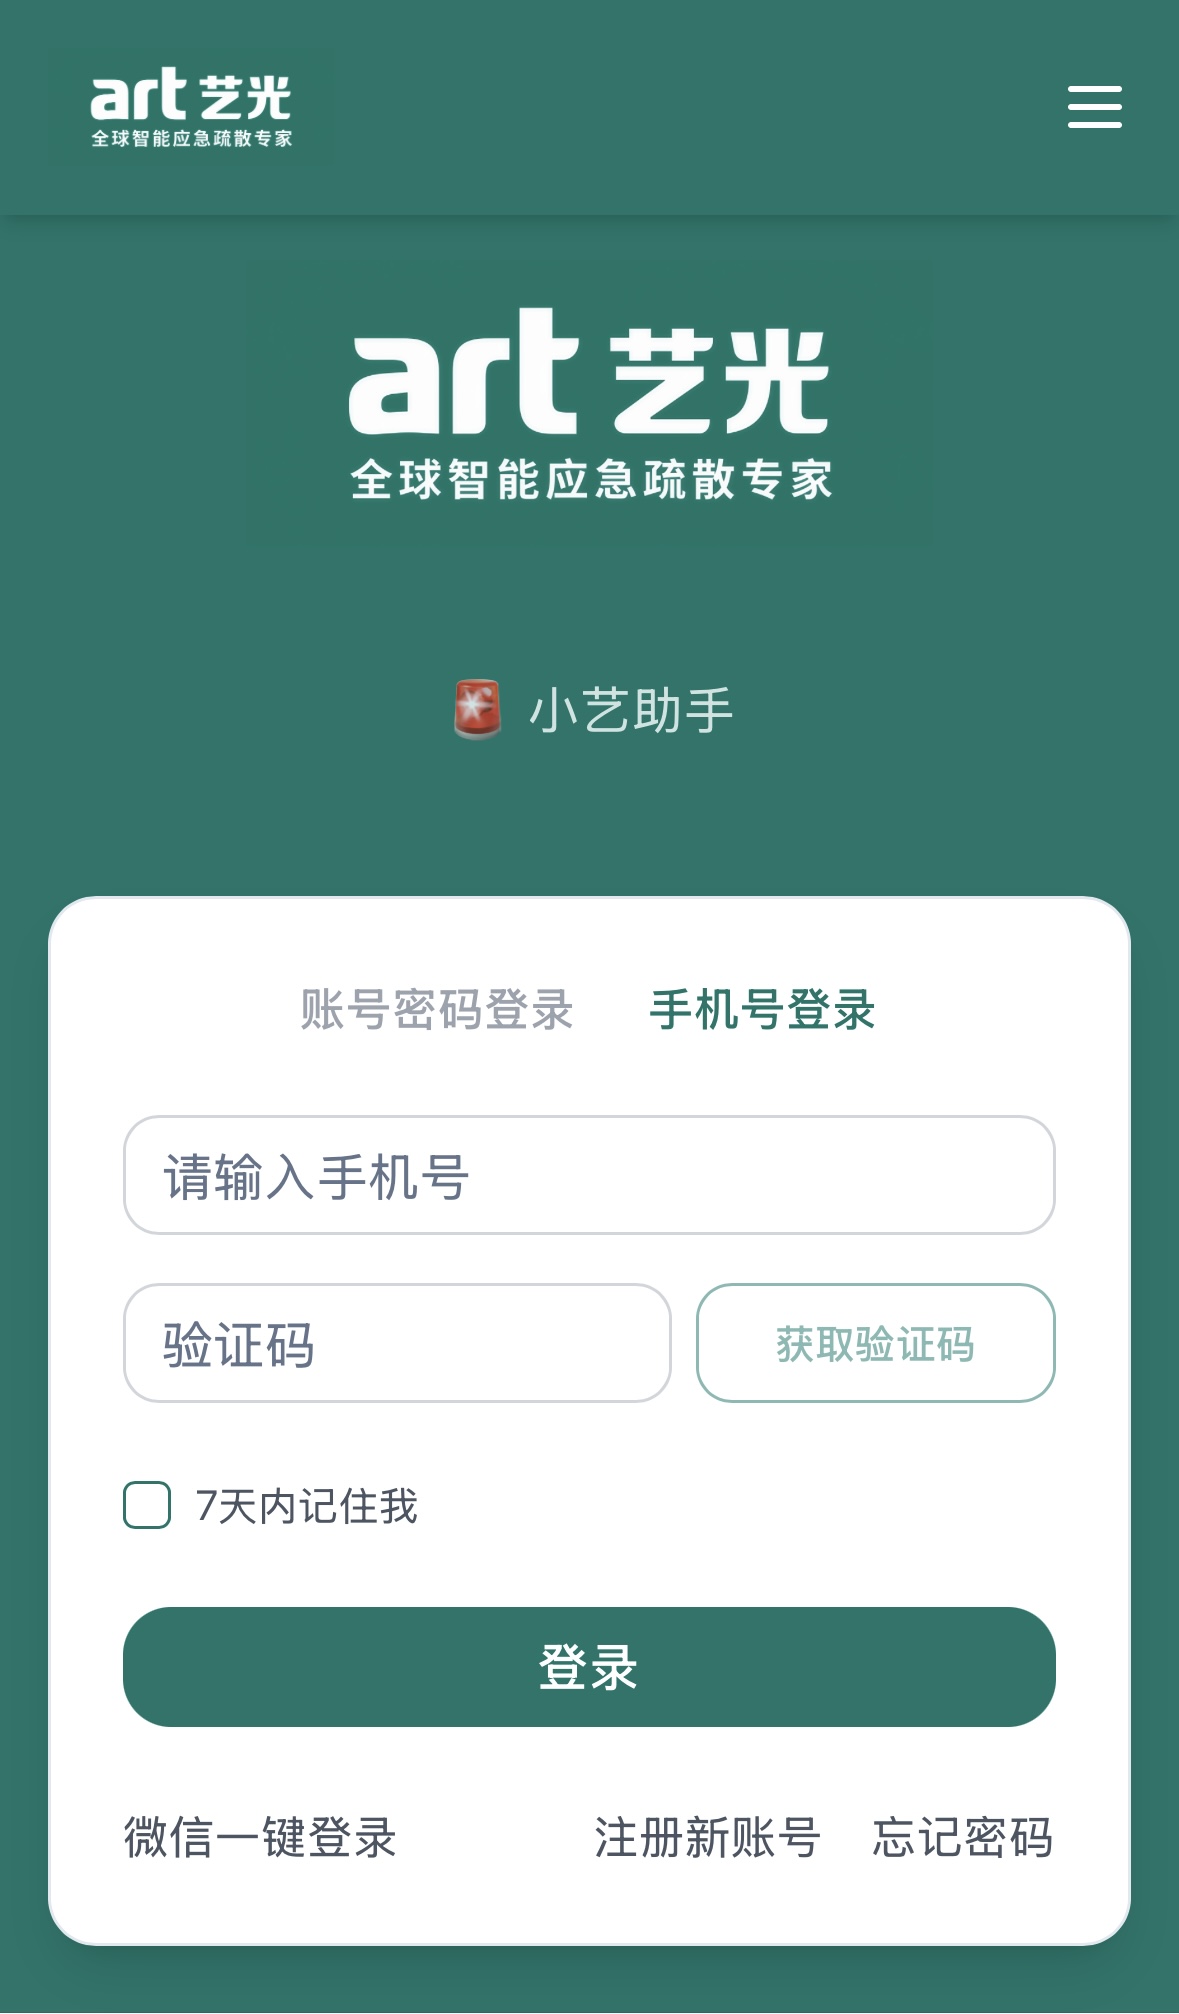 art 艺光
全球智能应急疏散专家
art 艺光
全球智能应急疏散专家
小艺助手
账号密码登录 手机号登录
请输入手机号
验证码 获取验证码
7天内记住我
登录
微信一键登录 注册新账号 忘记密码